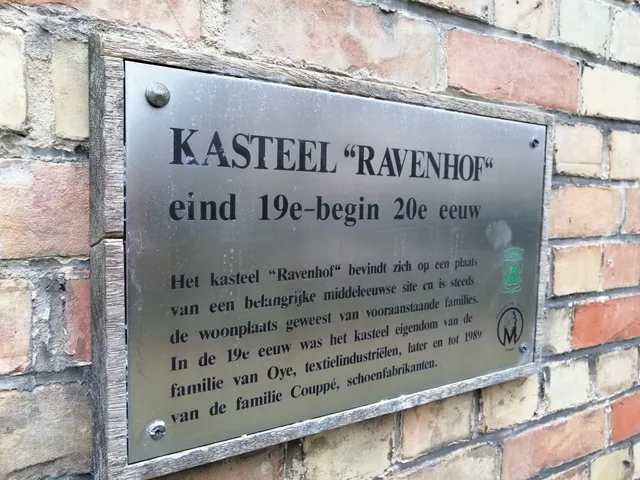 KASTEEL “RAVENHOF“
eind 19e-begin 20e eeuw
Het kasteel “Ravenhof“ bevindt zich op een plaats
van een belangrijke middeleeuwse site en is steeds
de woonplaats geweest van vooraanstaande families.
In de 19e eeuw was het kasteel eigendom van de
familie van Oye, textielindustriëlen, later en tot 1989
van de familie Couppé, schoenfabrikanten.
M